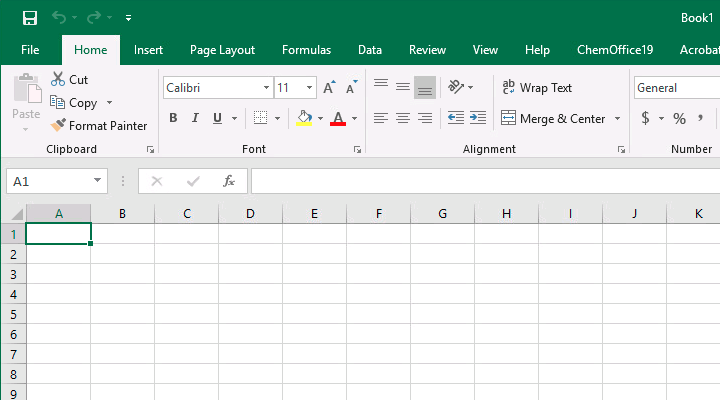 Book1
File Home Insert Page Layout Formulas Data Review View Help ChemOffice19 Acrobat
Cut
Copy
Paste
Format Painter
Clipboard
Calibri 11
B I U A
Font
ab c Wrap Text
Merge & Center
Alignment
General
$ % ,
Number
A1 fx
A B C D E F G H I J K
1
2
3
4
5
6
7
8
9